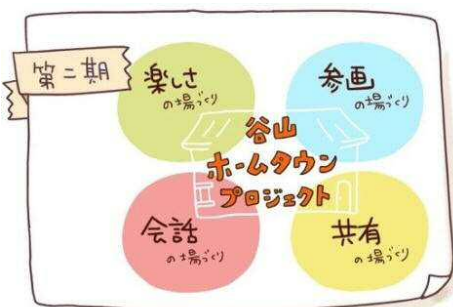 第二期
楽しさ
の場づくり
参画
の場づくり
谷山
ホームタウン
プロジェクト
会話
の場づくり
共有
の場づくり